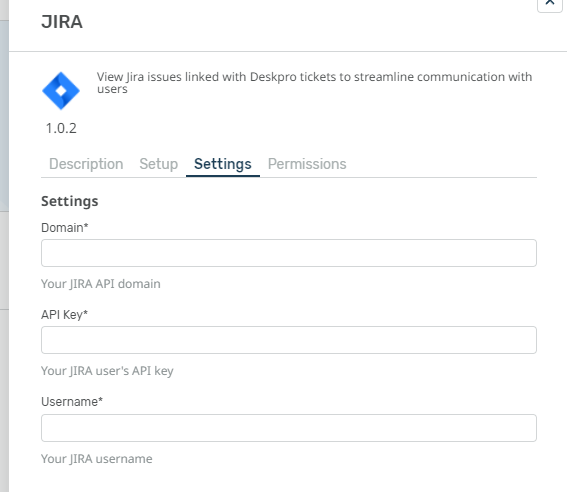 JIRA
View Jira issues linked with Deskpro tickets to streamline communication with
users
1.0.2
Description Setup Settings Permissions
Settings
Domain*
Your JIRA API domain
API Key*
Your JIRA user's API key
Username*
Your JIRA username